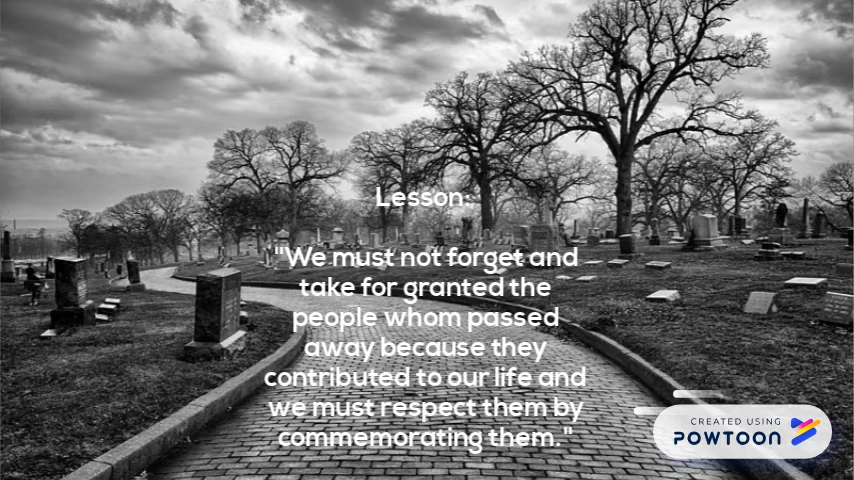 Lesson:
"We must not forget and
take for granted the
people whom passed
away because they
contributed to our life and
we must respect them by
commemorating them."
CREATED USING
POWTOON